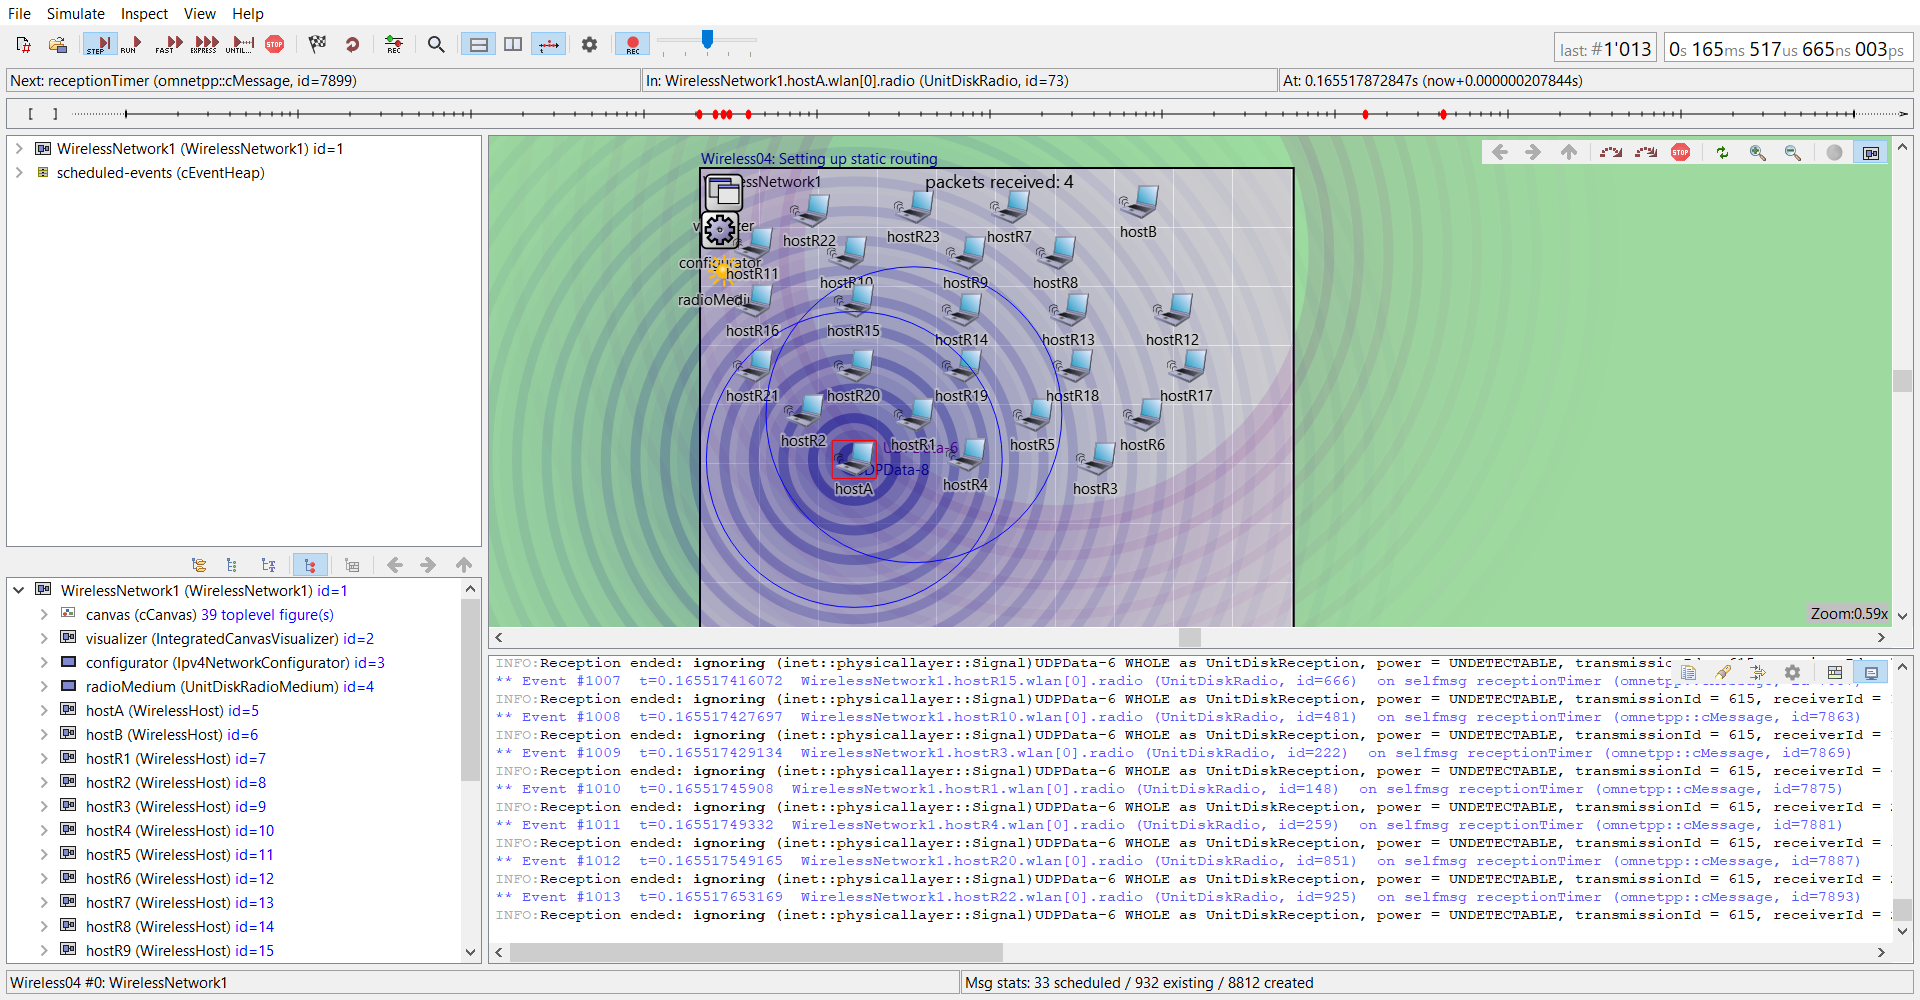 File Simulate Inspect View Help
STEP RUN FAST EXPRESS UNTIL... STOP REC REC
last: #1'013 0s 165ms 517us 665ns 003ps
Next: receptionTimer (omnetpp::cMessage, id=7899) In: WirelessNetwork1.hostA.wlan[0].radio (UnitDiskRadio, id=73) At: 0.165517872847s (now+0.000000207844s)
[ ]
WirelessNetwork1 (WirelessNetwork1) id=1
scheduled-events (cEventHeap)
WirelessNetwork1 (WirelessNetwork1) id=1
canvas (cCanvas) 39 toplevel figure(s)
visualizer (IntegratedCanvasVisualizer) id=2
configurator (Ipv4NetworkConfigurator) id=3
radioMedium (UnitDiskRadioMedium) id=4
hostA (WirelessHost) id=5
hostB (WirelessHost) id=6
hostR1 (WirelessHost) id=7
hostR2 (WirelessHost) id=8
hostR3 (WirelessHost) id=9
hostR4 (WirelessHost) id=10
hostR5 (WirelessHost) id=11
hostR6 (WirelessHost) id=12
hostR7 (WirelessHost) id=13
hostR8 (WirelessHost) id=14
hostR9 (WirelessHost) id=15
Wireless04: Setting up static routing
STOP
packets received: 4
hostB
hostR22 hostR23 hostR7
configurator
hostR11 hostR10 hostR9 hostR8
hostR16 hostR15 hostR14 hostR13 hostR12
hostR21 hostR20 hostR19 hostR18 hostR17
hostR2 hostR1 hostR5 hostR6
hostA hostR4 hostR3
Zoom:0.59x
INFO:Reception ended: ignoring (inet::physicallayer::Signal)UDPData-6 WHOLE as UnitDiskReception, power = UNDETECTABLE,
** Event #1007 t=0.165517416072 WirelessNetwork1.hostR15.wlan[0].radio (UnitDiskRadio, id=666) on selfmsg receptionTimer
INFO:Reception ended: ignoring (inet::physicallayer::Signal)UDPData-6 WHOLE as UnitDiskReception, power = UNDETECTABLE, transmissionId = 615, receiverId =
** Event #1008 t=0.165517427697 WirelessNetwork1.hostR10.wlan[0].radio (UnitDiskRadio, id=481) on selfmsg receptionTimer (omnetpp::cMessage, id=7863)
INFO:Reception ended: ignoring (inet::physicallayer::Signal)UDPData-6 WHOLE as UnitDiskReception, power = UNDETECTABLE, transmissionId = 615, receiverId =
** Event #1009 t=0.165517429134 WirelessNetwork1.hostR3.wlan[0].radio (UnitDiskRadio, id=222) on selfmsg receptionTimer (omnetpp::cMessage, id=7869)
INFO:Reception ended: ignoring (inet::physicallayer::Signal)UDPData-6 WHOLE as UnitDiskReception, power = UNDETECTABLE, transmissionId = 615, receiverId =
** Event #1010 t=0.16551745908 WirelessNetwork1.hostR1.wlan[0].radio (UnitDiskRadio, id=148) on selfmsg receptionTimer (omnetpp::cMessage, id=7875)
INFO:Reception ended: ignoring (inet::physicallayer::Signal)UDPData-6 WHOLE as UnitDiskReception, power = UNDETECTABLE, transmissionId = 615, receiverId =
** Event #1011 t=0.16551749332 WirelessNetwork1.hostR4.wlan[0].radio (UnitDiskRadio, id=259) on selfmsg receptionTimer (omnetpp::cMessage, id=7881)
INFO:Reception ended: ignoring (inet::physicallayer::Signal)UDPData-6 WHOLE as UnitDiskReception, power = UNDETECTABLE, transmissionId = 615, receiverId =
** Event #1012 t=0.165517549165 WirelessNetwork1.hostR20.wlan[0].radio (UnitDiskRadio, id=851) on selfmsg receptionTimer (omnetpp::cMessage, id=7887)
INFO:Reception ended: ignoring (inet::physicallayer::Signal)UDPData-6 WHOLE as UnitDiskReception, power = UNDETECTABLE, transmissionId = 615, receiverId =
** Event #1013 t=0.165517653169 WirelessNetwork1.hostR22.wlan[0].radio (UnitDiskRadio, id=925) on selfmsg receptionTimer (omnetpp::cMessage, id=7893)
INFO:Reception ended: ignoring (inet::physicallayer::Signal)UDPData-6 WHOLE as UnitDiskReception, power = UNDETECTABLE, transmissionId = 615, receiverId =
Wireless04 #0: WirelessNetwork1 Msg stats: 33 scheduled / 932 existing / 8812 created